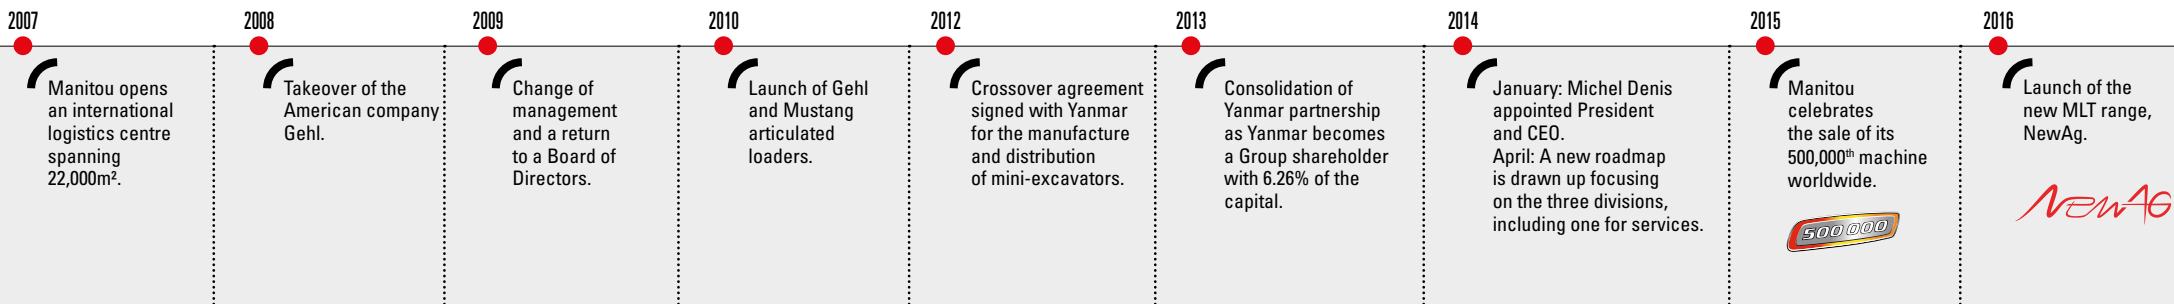 2007
Manitou opens
an international
logistics centre
spanning
22,000m².
2008
Takeover of the
American company
Gehl.
2009
Change of
management
and a return
to a Board of
Directors.
2010
Launch of Gehl
and Mustang
articulated
loaders.
2012
Crossover agreement
signed with Yanmar
for the manufacture
and distribution
of mini-excavators.
2013
Consolidation of
Yanmar partnership
as Yanmar becomes
a Group shareholder
with 6.26% of the
capital.
2014
January: Michel Denis
appointed President
and CEO.
April: A new roadmap
is drawn up focusing
on the three divisions,
including one for services.
2015
Manitou
celebrates
the sale of its
500,000th machine
worldwide.
500 000
2016
Launch of the
new MLT range,
NewAg.
NEWAG